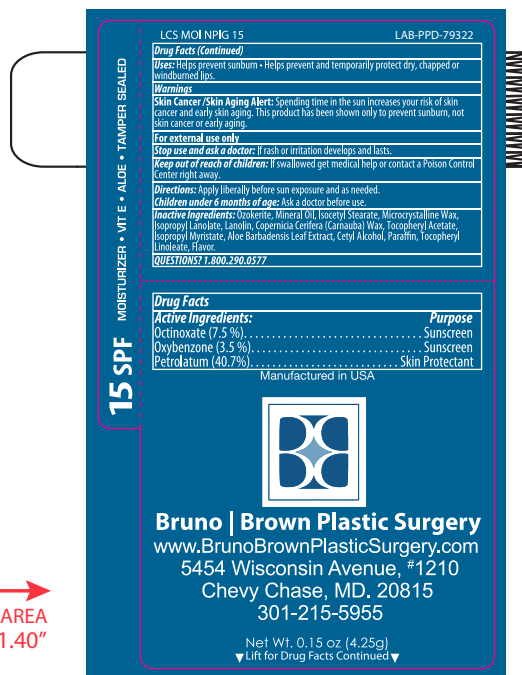 LCS MOI NPIG 15 LAB-PPD-79322
Drug Facts (Continued)
Uses: Helps prevent sunburn • Helps prevent and temporarily protect dry, chapped or
windburned lips.
Warnings
Skin Cancer /Skin Aging Alert: Spending time in the sun increases your risk of skin
cancer and early skin aging. This product has been shown only to prevent sunburn, not
skin cancer or early aging.
For external use only
Stop use and ask a doctor: If rash or irritation develops and lasts.
Keep out of reach of children: If swallowed get medical help or contact a Poison Control
Center right away.
Directions: Apply liberally before sun exposure and as needed.
Children under 6 months of age: Ask a doctor before use.
Inactive Ingredients: Ozokerite, Mineral Oil, Isocetyl Stearate, Microcrystalline Wax,
Isopropyl Lanolate, Lanolin, Copernicia Cerifera (Carnauba) Wax, Tocopheryl Acetate,
Isopropyl Myristate, Aloe Barbadensis Leaf Extract, Cetyl Alcohol, Paraffin, Tocopheryl
Linoleate, Flavor.
QUESTIONS? 1.800.290.0577
15 SPF MOISTURIZER • VIT E • ALOE • TAMPER SEALED
Drug Facts
Active Ingredients: Purpose
Octinoxate (7.5 %)................................Sunscreen
Oxybenzone (3.5 %)...............................Sunscreen
Petrolatum (40.7%)...........................Skin Protectant
Manufactured in USA
Bruno | Brown Plastic Surgery
www.BrunoBrownPlasticSurgery.com
5454 Wisconsin Avenue, #1210
Chevy Chase, MD. 20815
301-215-5955
Net Wt. 0.15 oz (4.25g)
▼Lift for Drug Facts Continued▼
AREA
1.40"